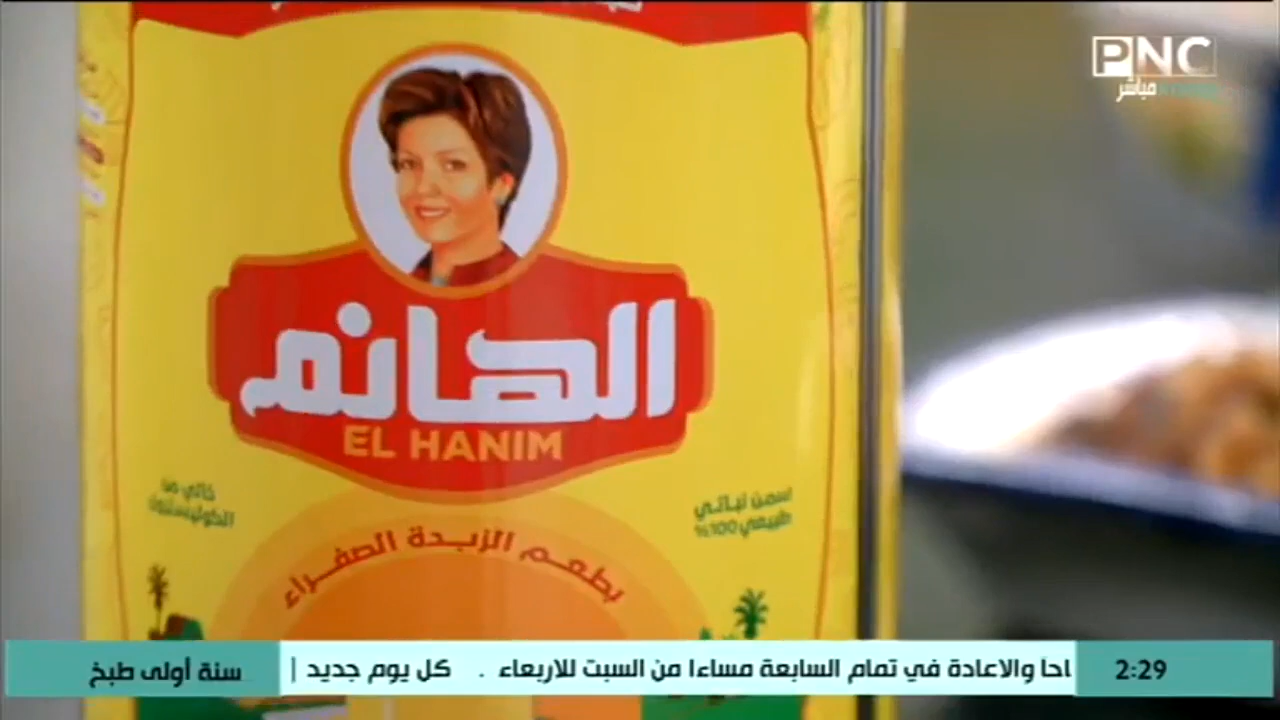 PNC
مباشر
الهانم
EL HANIM
خالي من
الكوليسترول
سمن نباتي
طبيعي 100%
بطعم الزبدة الصفراء
2:29
احا والاعادة في تمام السابعة مساءا من السبت للاربعاء . كل يوم جديد |
سنة أولى طبخ